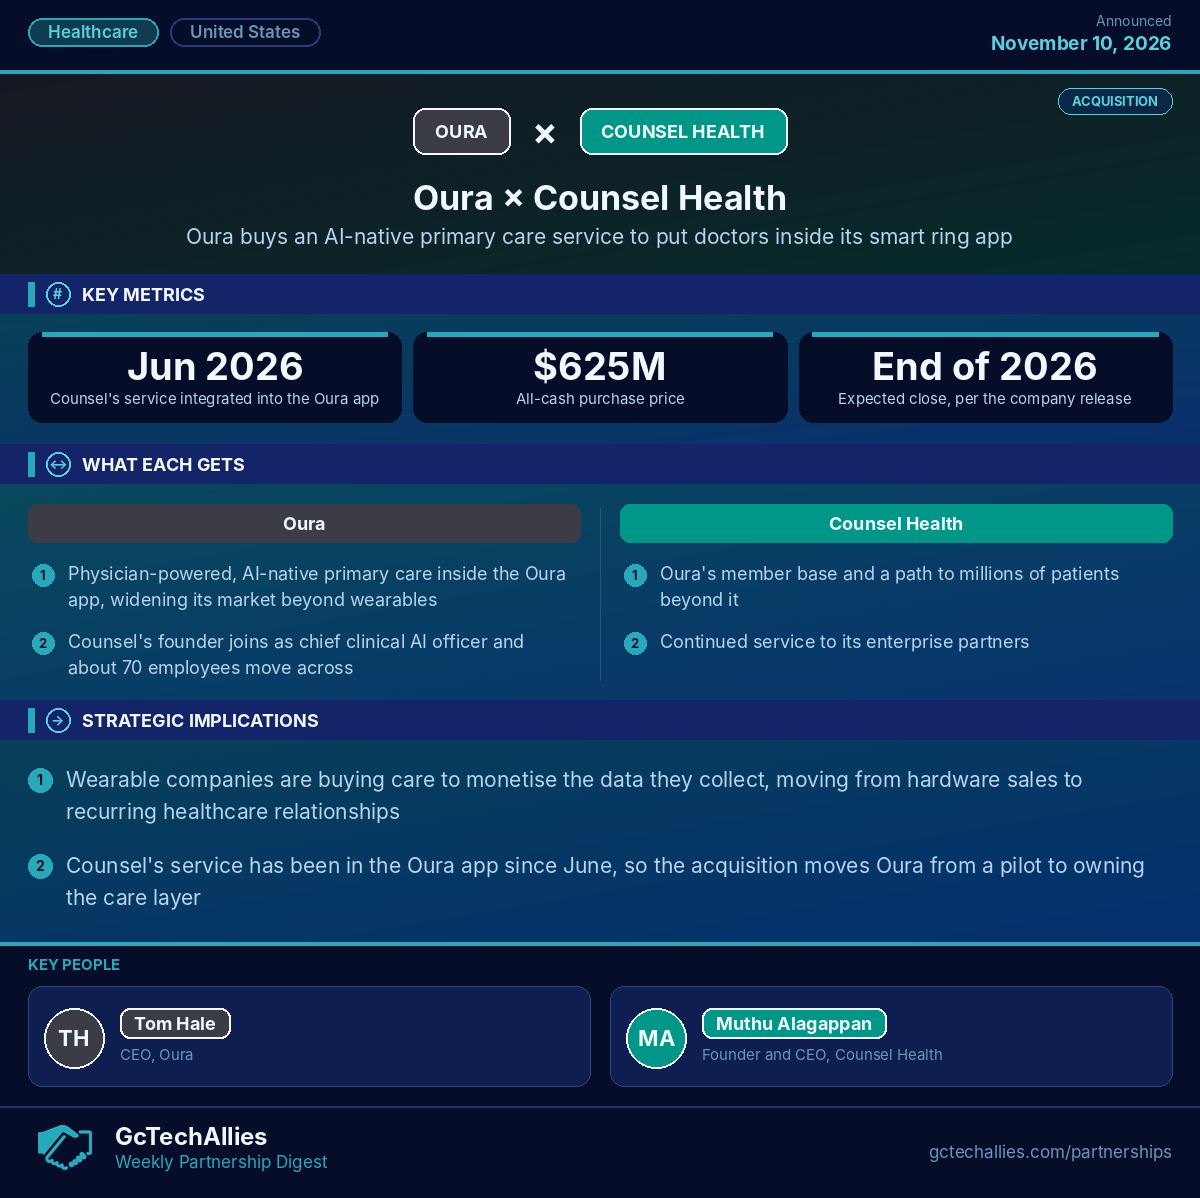 Healthcare
United States
Announced
November 10, 2026
ACQUISITION
OURA × COUNSEL HEALTH
Oura × Counsel Health
Oura buys an AI-native primary care service to put doctors inside its smart ring app
# KEY METRICS
Jun 2026
Counsel's service integrated into the Oura app
$625M
All-cash purchase price
End of 2026
Expected close, per the company release
WHAT EACH GETS
Oura
1 Physician-powered, AI-native primary care inside the Oura
app, widening its market beyond wearables
2 Counsel's founder joins as chief clinical AI officer and
about 70 employees move across
Counsel Health
1 Oura's member base and a path to millions of patients
beyond it
2 Continued service to its enterprise partners
STRATEGIC IMPLICATIONS
1 Wearable companies are buying care to monetise the data they collect, moving from hardware sales to
recurring healthcare relationships
2 Counsel's service has been in the Oura app since June, so the acquisition moves Oura from a pilot to owning
the care layer
KEY PEOPLE
TH
Tom Hale
CEO, Oura
MA
Muthu Alagappan
Founder and CEO, Counsel Health
GcTechAllies
Weekly Partnership Digest
gctechallies.com/partnerships